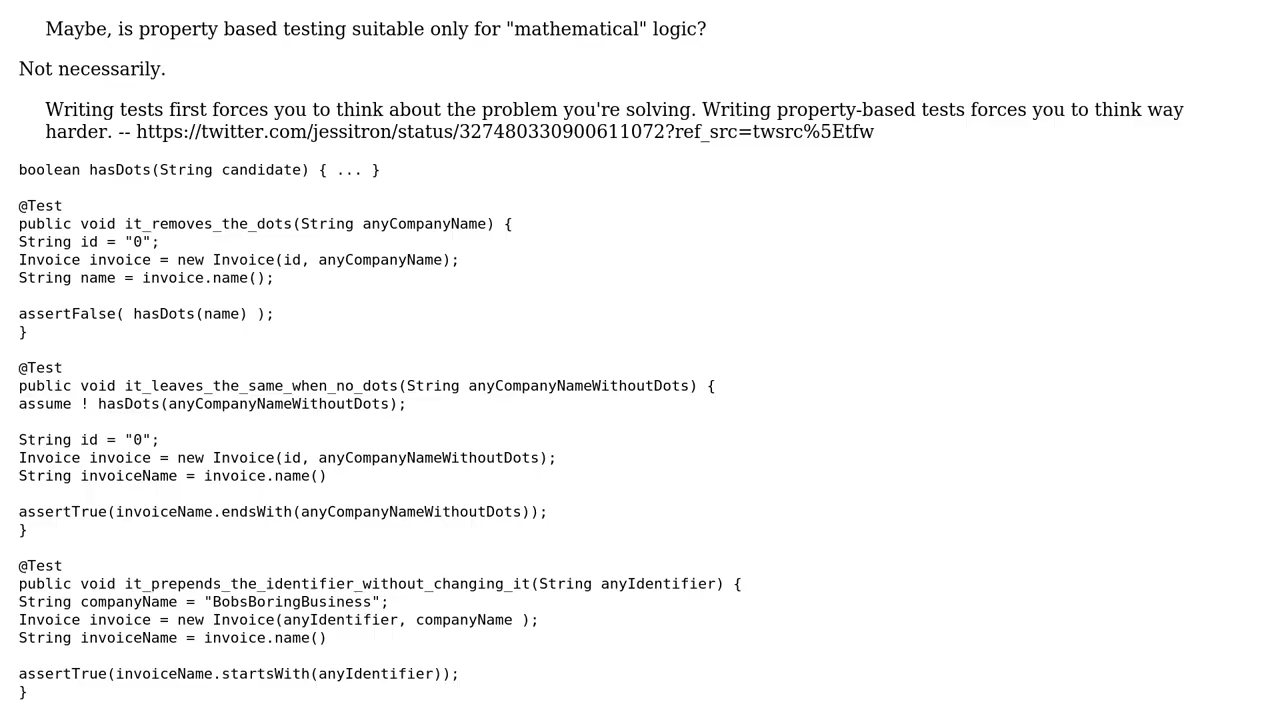 Maybe, is property based testing suitable only for "mathematical" logic?
Not necessarily.
Writing tests first forces you to think about the problem you're solving. Writing property-based tests forces you to think way
harder. -- https://twitter.com/jessitron/status/327480330900611072?ref_src=twsrc%5Etfw
boolean hasDots(String candidate) { ... }
@Test
public void it_removes_the_dots(String anyCompanyName) {
String id = "0";
Invoice invoice = new Invoice(id, anyCompanyName);
String name = invoice.name();
assertFalse( hasDots(name) );
}
@Test
public void it_leaves_the_same_when_no_dots(String anyCompanyNameWithoutDots) {
assume ! hasDots(anyCompanyNameWithoutDots);
String id = "0";
Invoice invoice = new Invoice(id, anyCompanyNameWithoutDots);
String invoiceName = invoice.name()
assertTrue(invoiceName.endsWith(anyCompanyNameWithoutDots));
}
@Test
public void it_prepends_the_identifier_without_changing_it(String anyIdentifier) {
String companyName = "BobsBoringBusiness";
Invoice invoice = new Invoice(anyIdentifier, companyName );
String invoiceName = invoice.name()
assertTrue(invoiceName.startsWith(anyIdentifier));
}